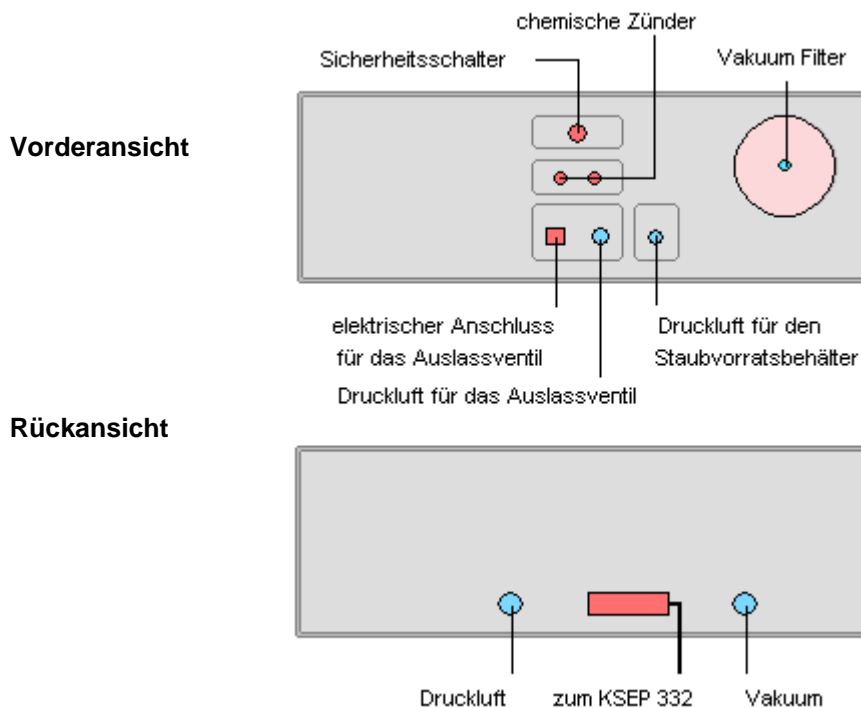 chemische Zünder
Sicherheitsschalter
Vakuum Filter
Vorderansicht
elektrischer Anschluss
für das Auslassventil
Druckluft für den
Staubvorratsbehälter
Druckluft für das Auslassventil
Rückansicht
Druckluft
zum KSEP 332
Vakuum